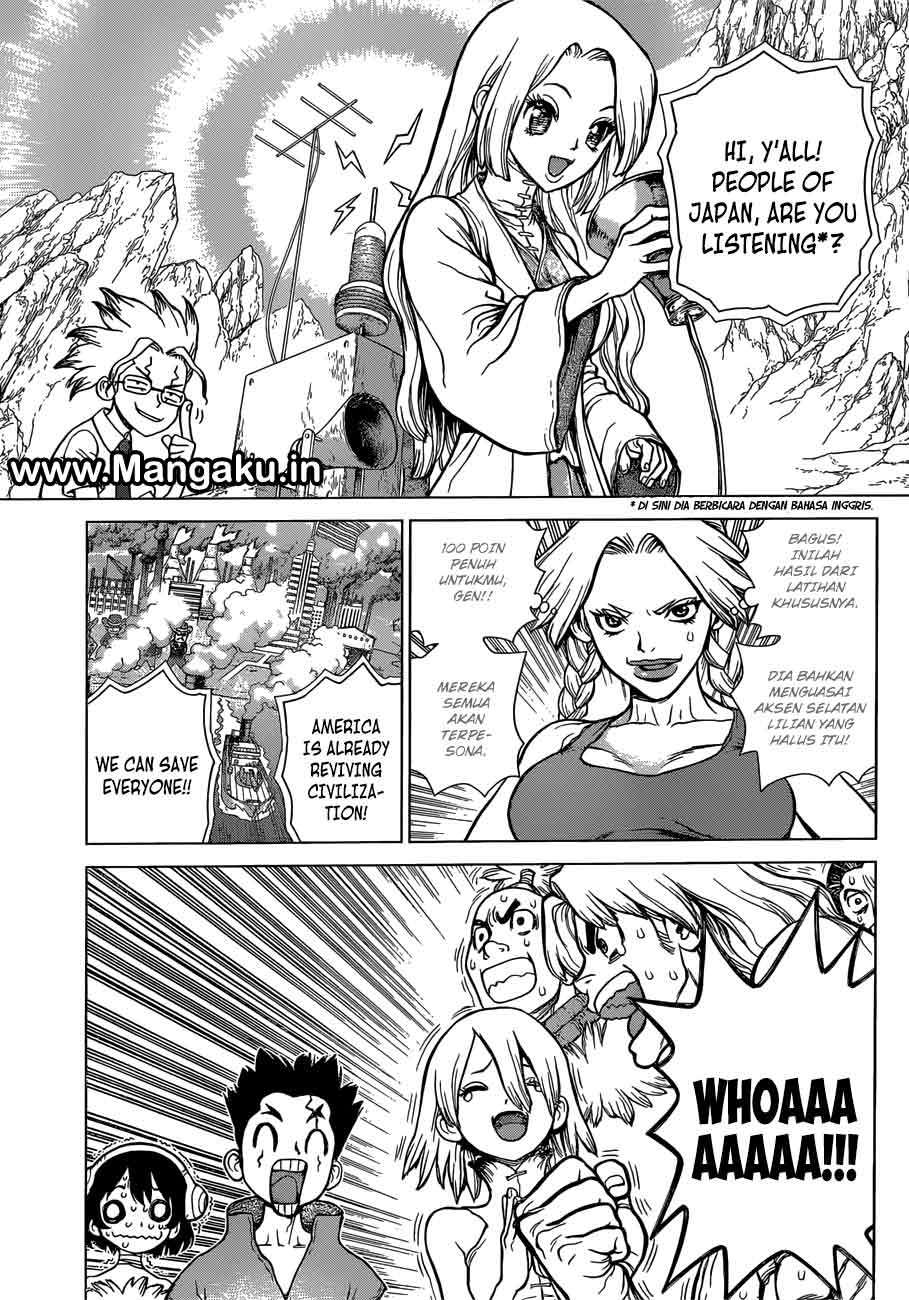 HI, Y'ALL!
PEOPLE OF
JAPAN, ARE YOU
LISTENING*?
www.Mangaku.in
* DI SINI DIA BERBICARA DENGAN BAHASA INGGRIS.
BAGUS!
INILAH
HASIL DARI
LATIHAN
KHUSUSNYA.
100 POIN
PENUH
UNTUKMU,
GEN!!
DIA BAHKAN
MENGUASAI
AKSEN SELATAN
LILIAN YANG
HALUS ITU!
MEREKA
SEMUA
AKAN
TERPE-
SONA.
AMERICA
IS ALREADY
REVIVING
CIVILIZA-
TION!
WE CAN SAVE
EVERYONE!!
WHOAAA
AAAAA!!!